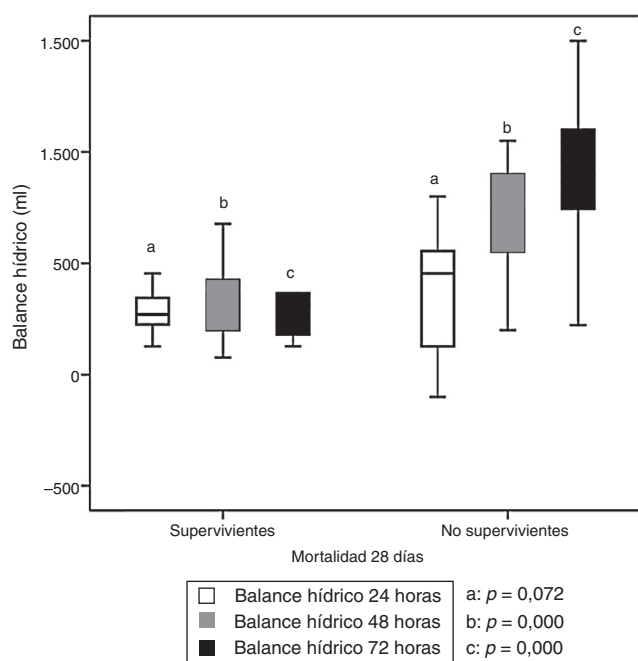 1.500
c
1.500
b
a
Balance hídrico (ml)
500
b
a
c
0
−500
Supervivientes
No supervivientes
Mortalidad 28 días
Balance hídrico 24 horas
a: p = 0,072
Balance hídrico 48 horas
b: p = 0,000
Balance hídrico 72 horas
c: p = 0,000